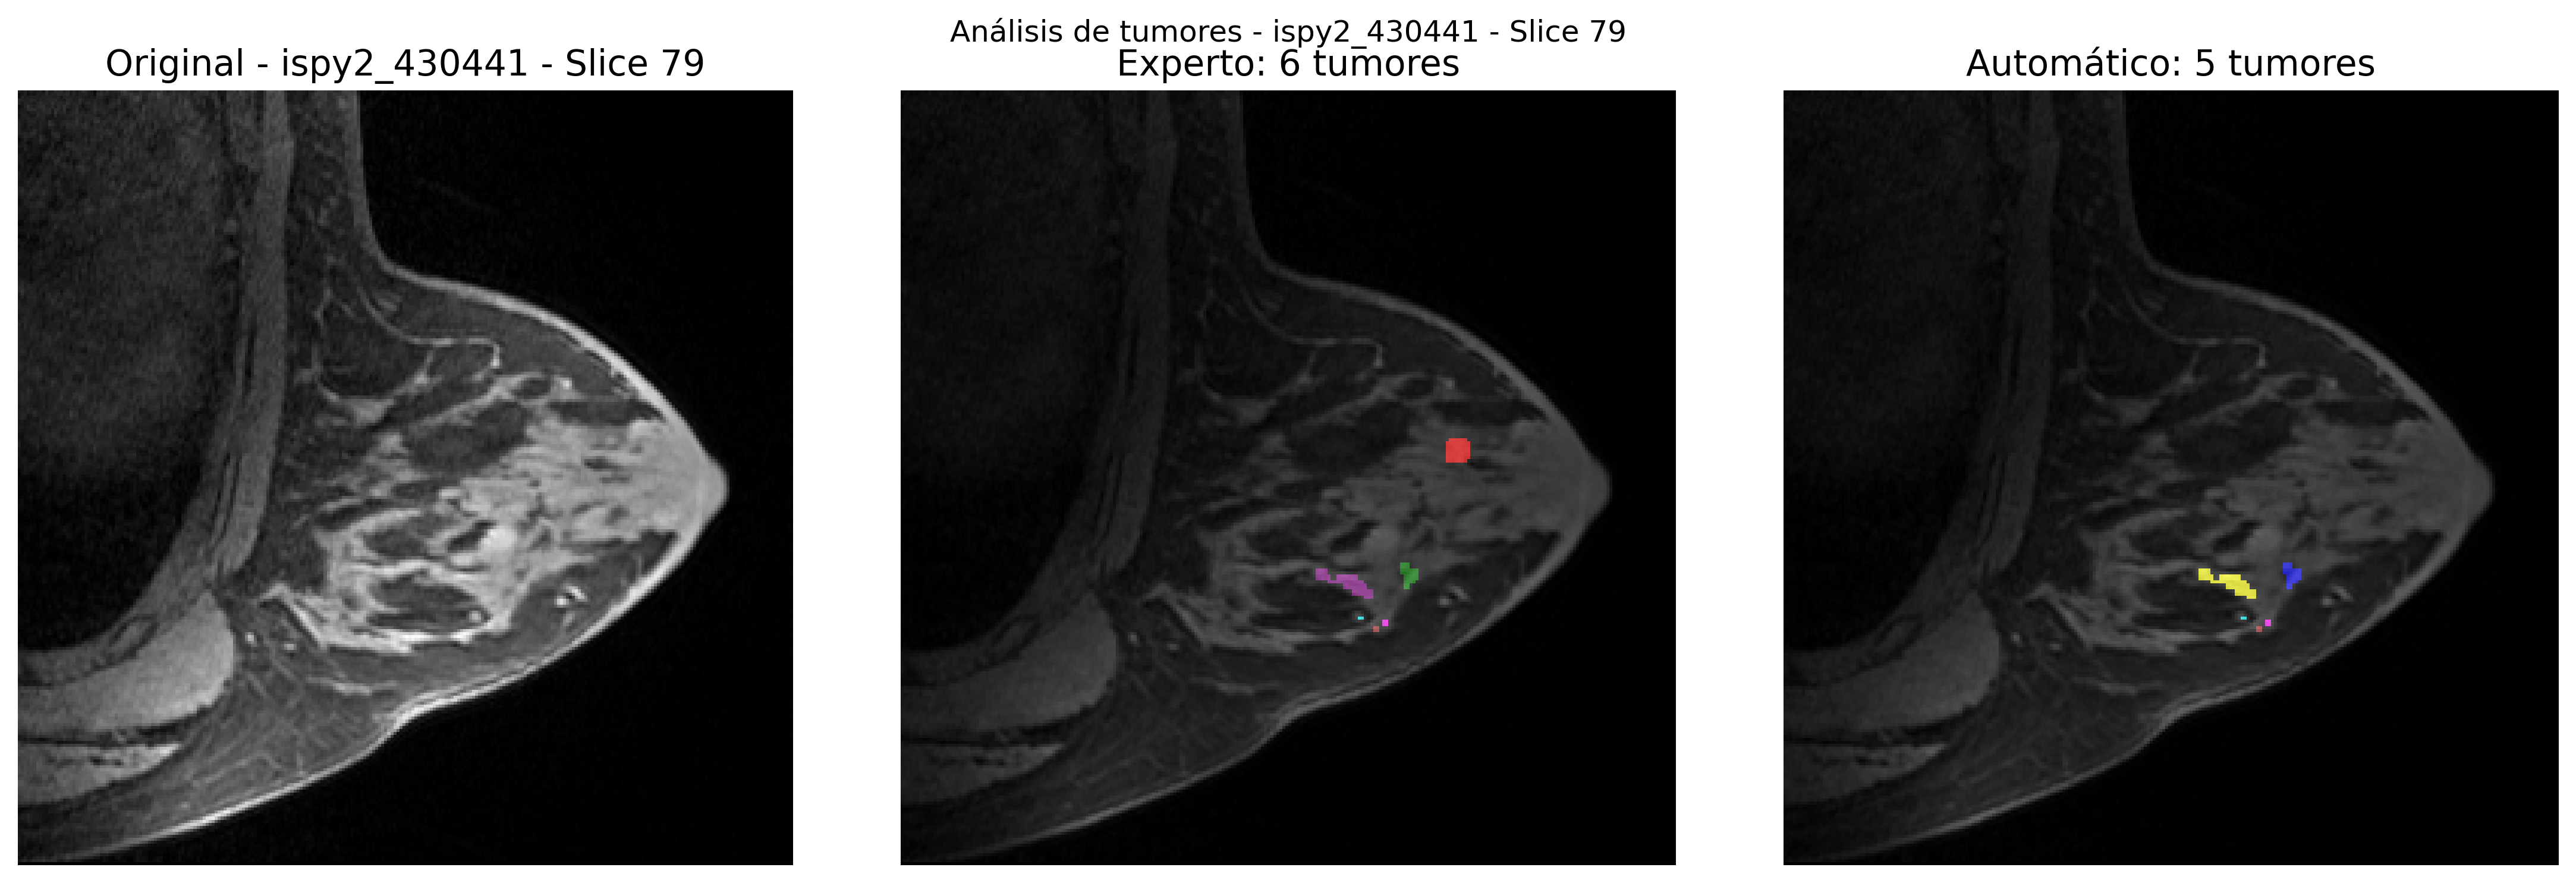 Análisis de tumores - ispy2_430441 - Slice 79
Original - ispy2_430441 - Slice 79
Experto: 6 tumores
Automático: 5 tumores